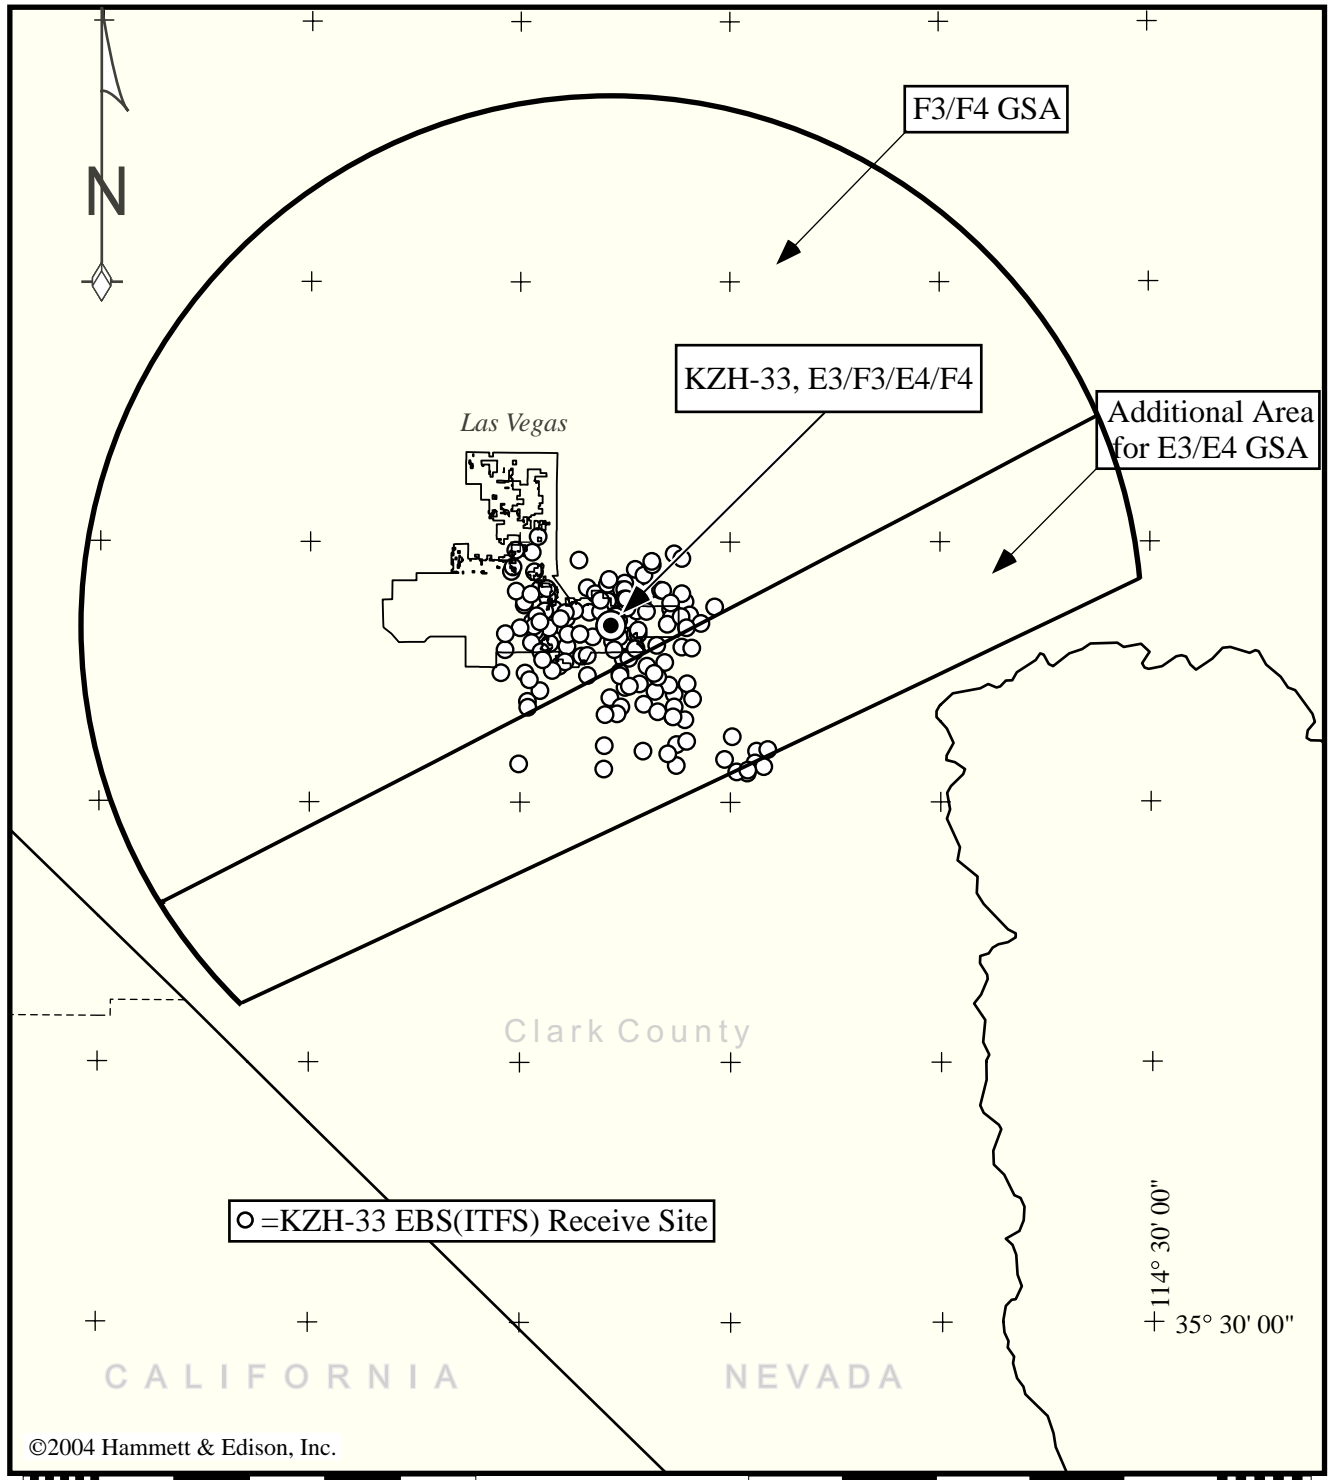 F3/F4 GSA
N
KZH-33, E3/F3/E4/F4
Additional Area
for E3/E4 GSA
Las Vegas
Clark County
=KZH-33 EBS(ITFS) Receive Site
114° 30' 00"
35° 30' 00"
CALIFORNIA
NEVADA
©2004 Hammett & Edison, Inc.